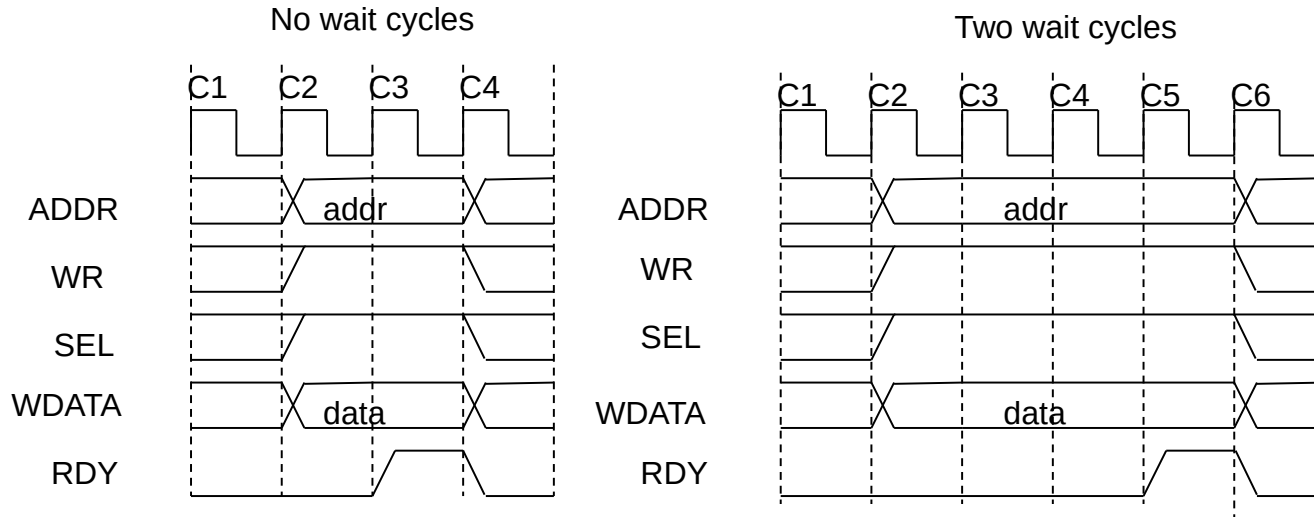 No wait cycles
C1 C2 C3 C4
ADDR addr
WR
SEL
WDATA data
RDY
Two wait cycles
C1 C2 C3 C4 C5 C6
ADDR addr
WR
SEL
WDATA data
RDY